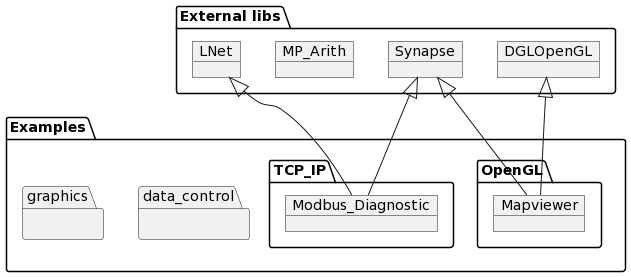 External libs
LNet
MP_Arith
Synapse
DGLOpenGL
Examples
graphics
data_control
TCP_IP
Modbus_Diagnostic
OpenGL
Mapviewer